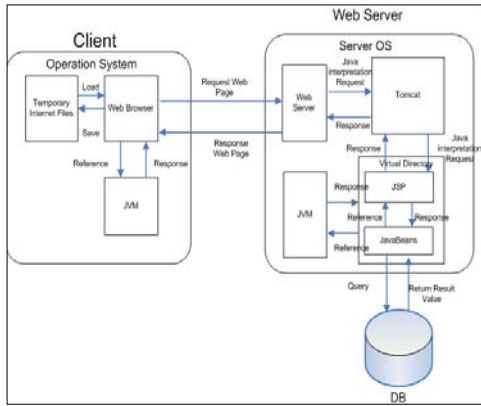 Web Server
Client
Server OS
Operation System
Load
Temporary
Internet Files
Web Browser
Save
Request Web
Page
Response
Web Page
Reference
Response
JVM
Web
Server
Java
interpretation
Request
Tomcat
Response
Response
Java
interpretation
Request
Virtual Directory
JSP
JVM
Response
Reference
Reference
Response
JavaBeans
Query
Return Result
Value
DB